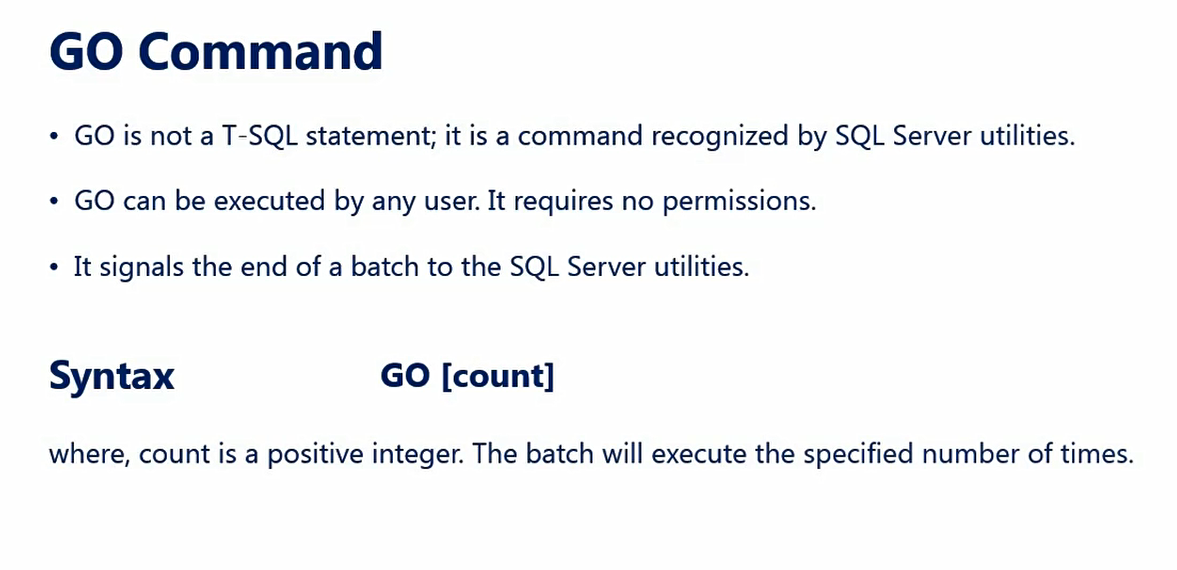 GO Command
• GO is not a T-SQL statement; it is a command recognized by SQL Server utilities.
• GO can be executed by any user. It requires no permissions.
• It signals the end of a batch to the SQL Server utilities.
Syntax GO [count]
where, count is a positive integer. The batch will execute the specified number of times.